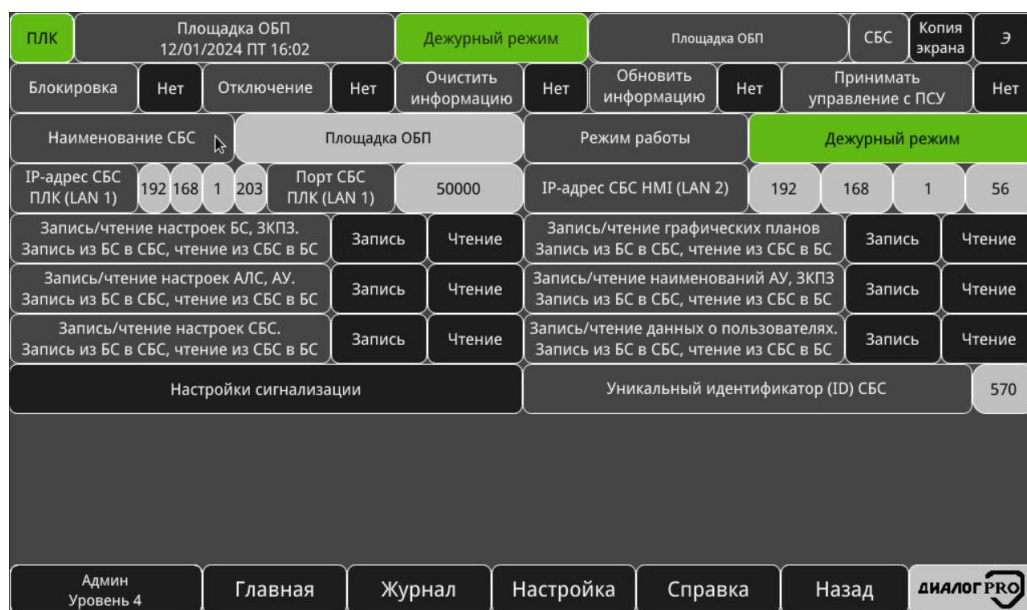 ПЛК
Площадка ОБП
12/01/2024 ПТ 16:02
Дежурный режим
Площадка ОБП
СБС
Копия
экрана
Э
Блокировка
Нет
Отключение
Нет
Очистить
информацию
Нет
Обновить
информацию
Нет
Принимать
управление с ПСУ
Нет
Наименование СБС
Площадка ОБП
Режим работы
Дежурный режим
IP-адрес СБС
ПЛК (LAN 1)
192 168 1 203
Порт СБС
ПЛК (LAN 1)
50000
IP-адрес СБС HMI (LAN 2)
192 168 1 56
Запись/чтение настроек БС, ЗКПЗ.
Запись из БС в СБС, чтение из СБС в БС
Запись
Чтение
Запись/чтение графических планов
Запись из БС в СБС, чтение из СБС в БС
Запись
Чтение
Запись/чтение настроек АЛС, АУ.
Запись из БС в СБС, чтение из СБС в БС
Запись
Чтение
Запись/чтение наименований АУ, ЗКПЗ
Запись из БС в СБС, чтение из СБС в БС
Запись
Чтение
Запись/чтение настроек СБС.
Запись из БС в СБС, чтение из СБС в БС
Запись
Чтение
Запись/чтение данных о пользователях.
Запись из БС в СБС, чтение из СБС в БС
Запись
Чтение
Настройки сигнализации
Уникальный идентификатор (ID) СБС
570
Админ
Уровень 4
Главная
Журнал
Настройка
Справка
Назад
ДИАЛОГ PRO